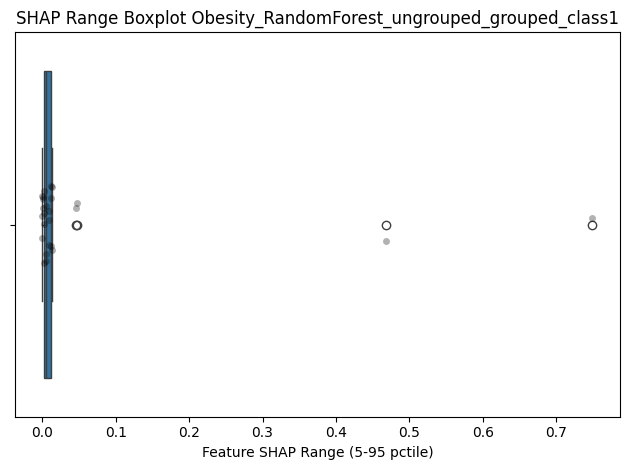 SHAP Range Boxplot Obesity_RandomForest_ungrouped_grouped_class1
0.0 0.1 0.2 0.3 0.4 0.5 0.6 0.7
Feature SHAP Range (5-95 pctile)